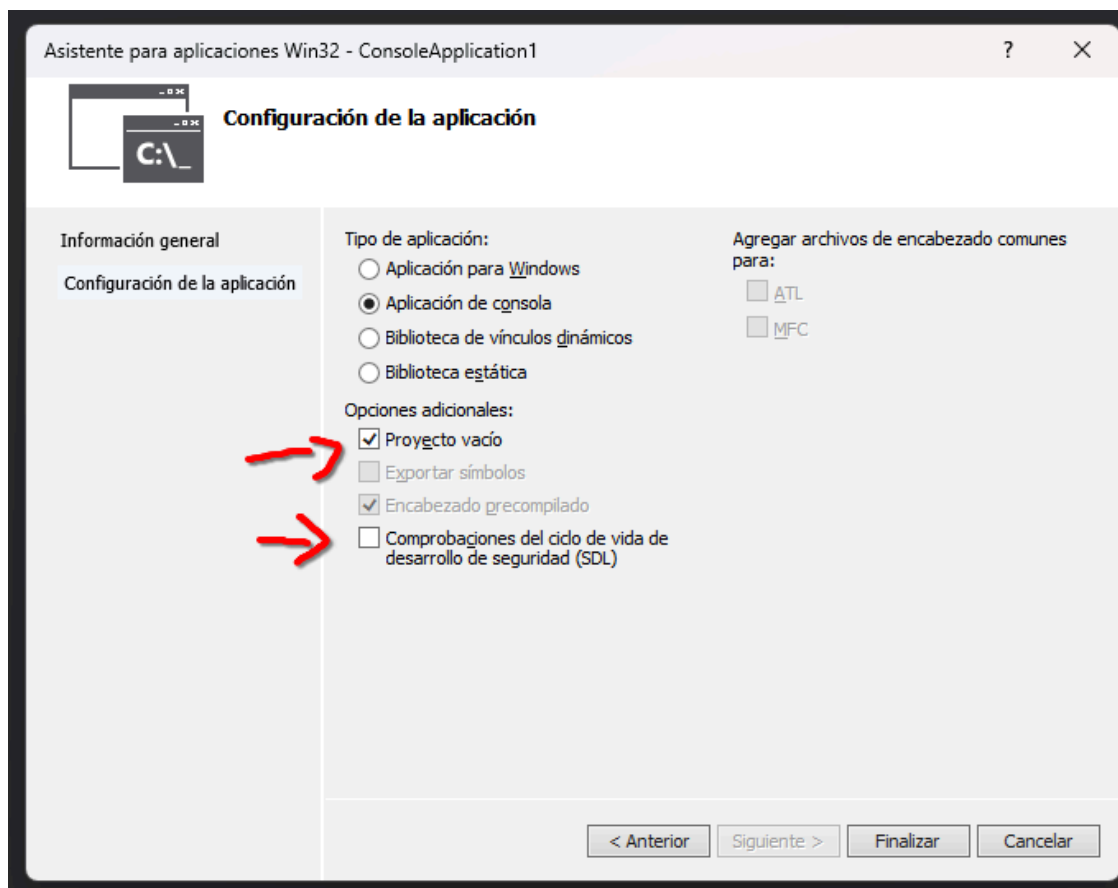 Asistente para aplicaciones Win32 - ConsoleApplication1
?
C:\_
Configuración de la aplicación
Información general
Configuración de la aplicación
Tipo de aplicación:
Aplicación para Windows
Aplicación de consola
Biblioteca de vínculos dinámicos
Biblioteca estática
Opciones adicionales:
Proyecto vacío
Exportar símbolos
Encabezado precompilado
Comprobaciones del ciclo de vida de
desarrollo de seguridad (SDL)
Agregar archivos de encabezado comunes
para:
ATL
MFC
< Anterior
Siguiente >
Finalizar
Cancelar